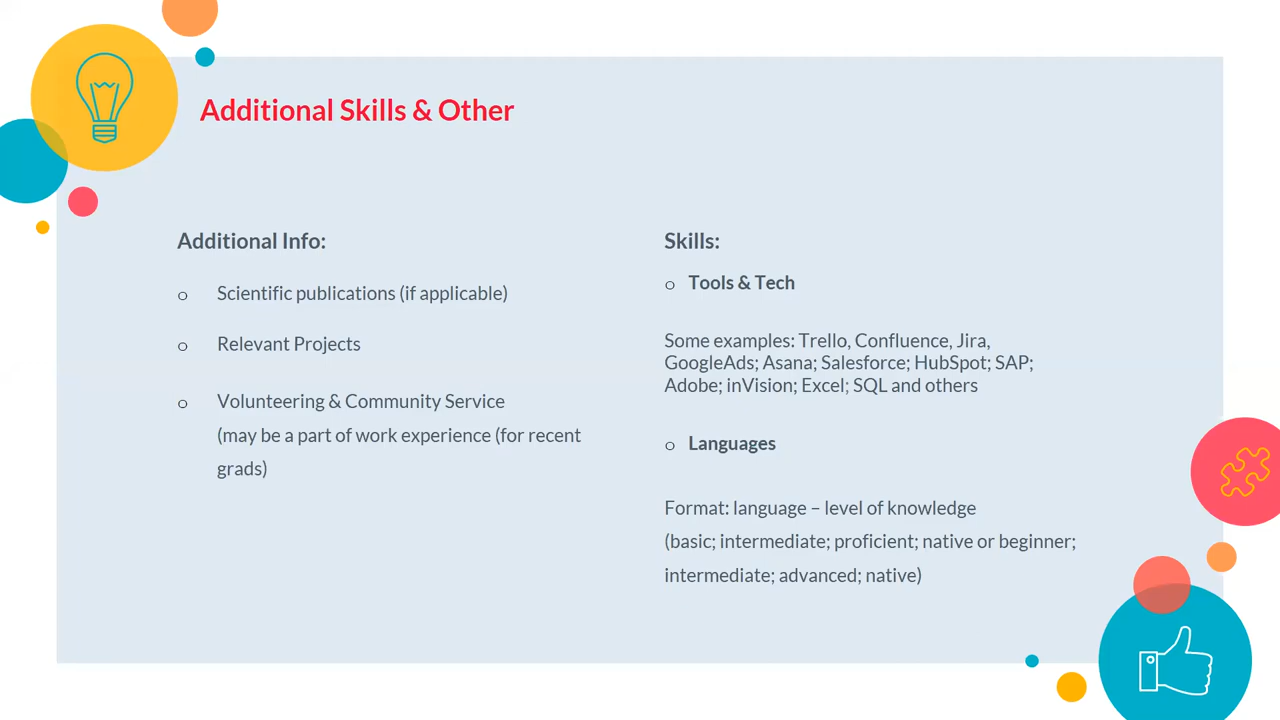 Additional Skills & Other
Additional Info:
o Scientific publications (if applicable)
o Relevant Projects
o Volunteering & Community Service
(may be a part of work experience (for recent
grads)
Skills:
o Tools & Tech
Some examples: Trello, Confluence, Jira,
GoogleAds; Asana; Salesforce; HubSpot; SAP;
Adobe; inVision; Excel; SQL and others
o Languages
Format: language – level of knowledge
(basic; intermediate; proficient; native or beginner;
intermediate; advanced; native)